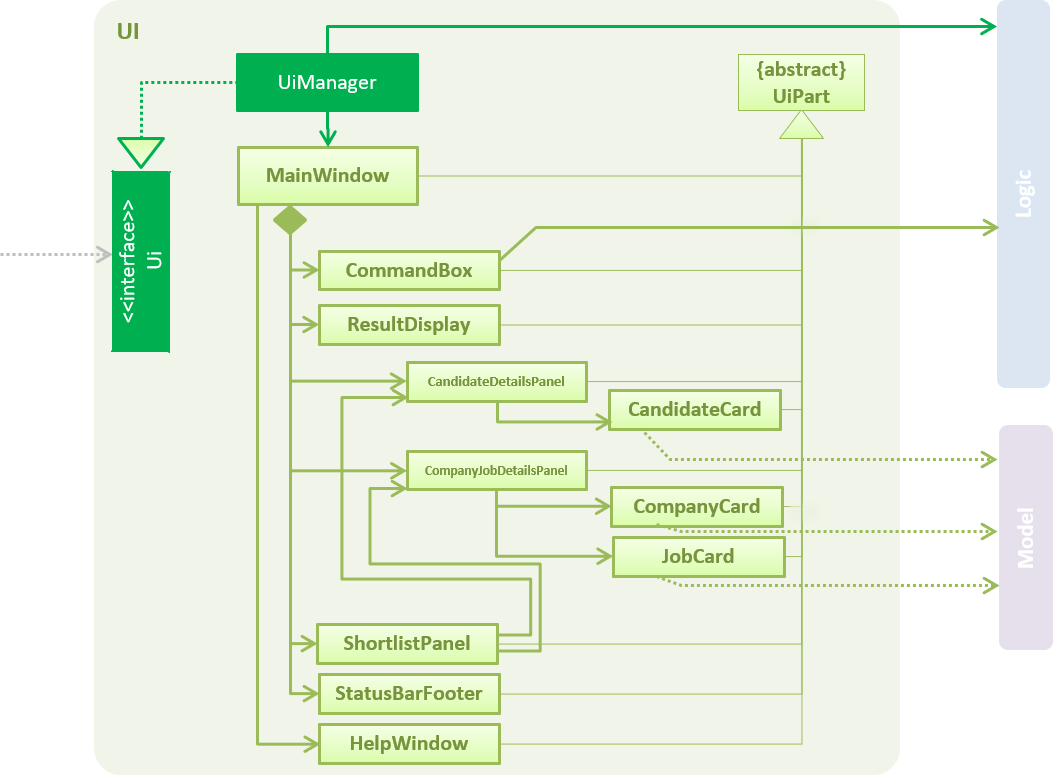 UI
UiManager
{abstract}
UiPart
MainWindow
Logic
<<interface>>
Ui
CommandBox
ResultDisplay
CandidateDetailsPanel
CandidateCard
CompanyJobDetailsPanel
CompanyCard
Model
JobCard
ShortlistPanel
StatusBarFooter
HelpWindow